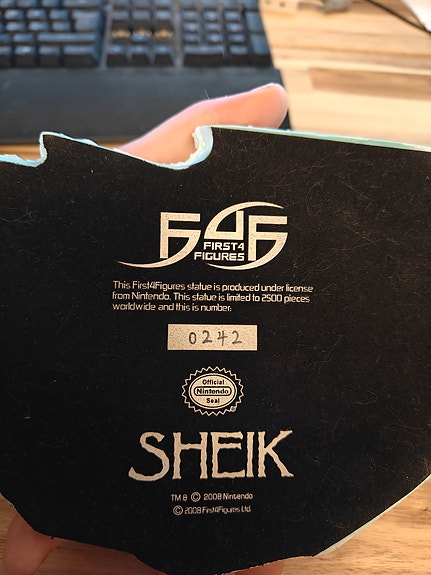 F4F
FIRST4
FIGURES
This First4Figures statue is produced under license
from Nintendo. This statue is limited to 2500 pieces
worldwide and this is number:
0242
Official
Nintendo
Seal
SHEIK
TM & © 2008 Nintendo
© 2008 First4Figures Ltd.